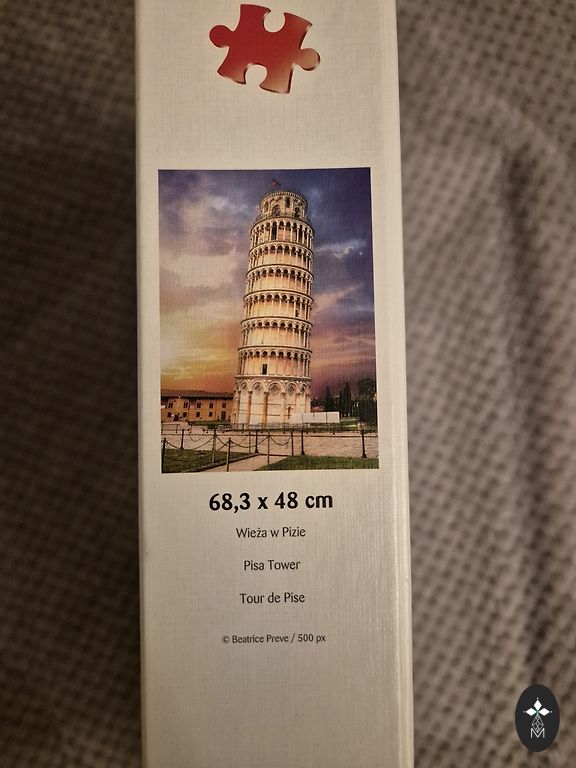 68,3 x 48 cm
Wieża w Pizie
Pisa Tower
Tour de Pise
© Beatrice Preve / 500 px
M